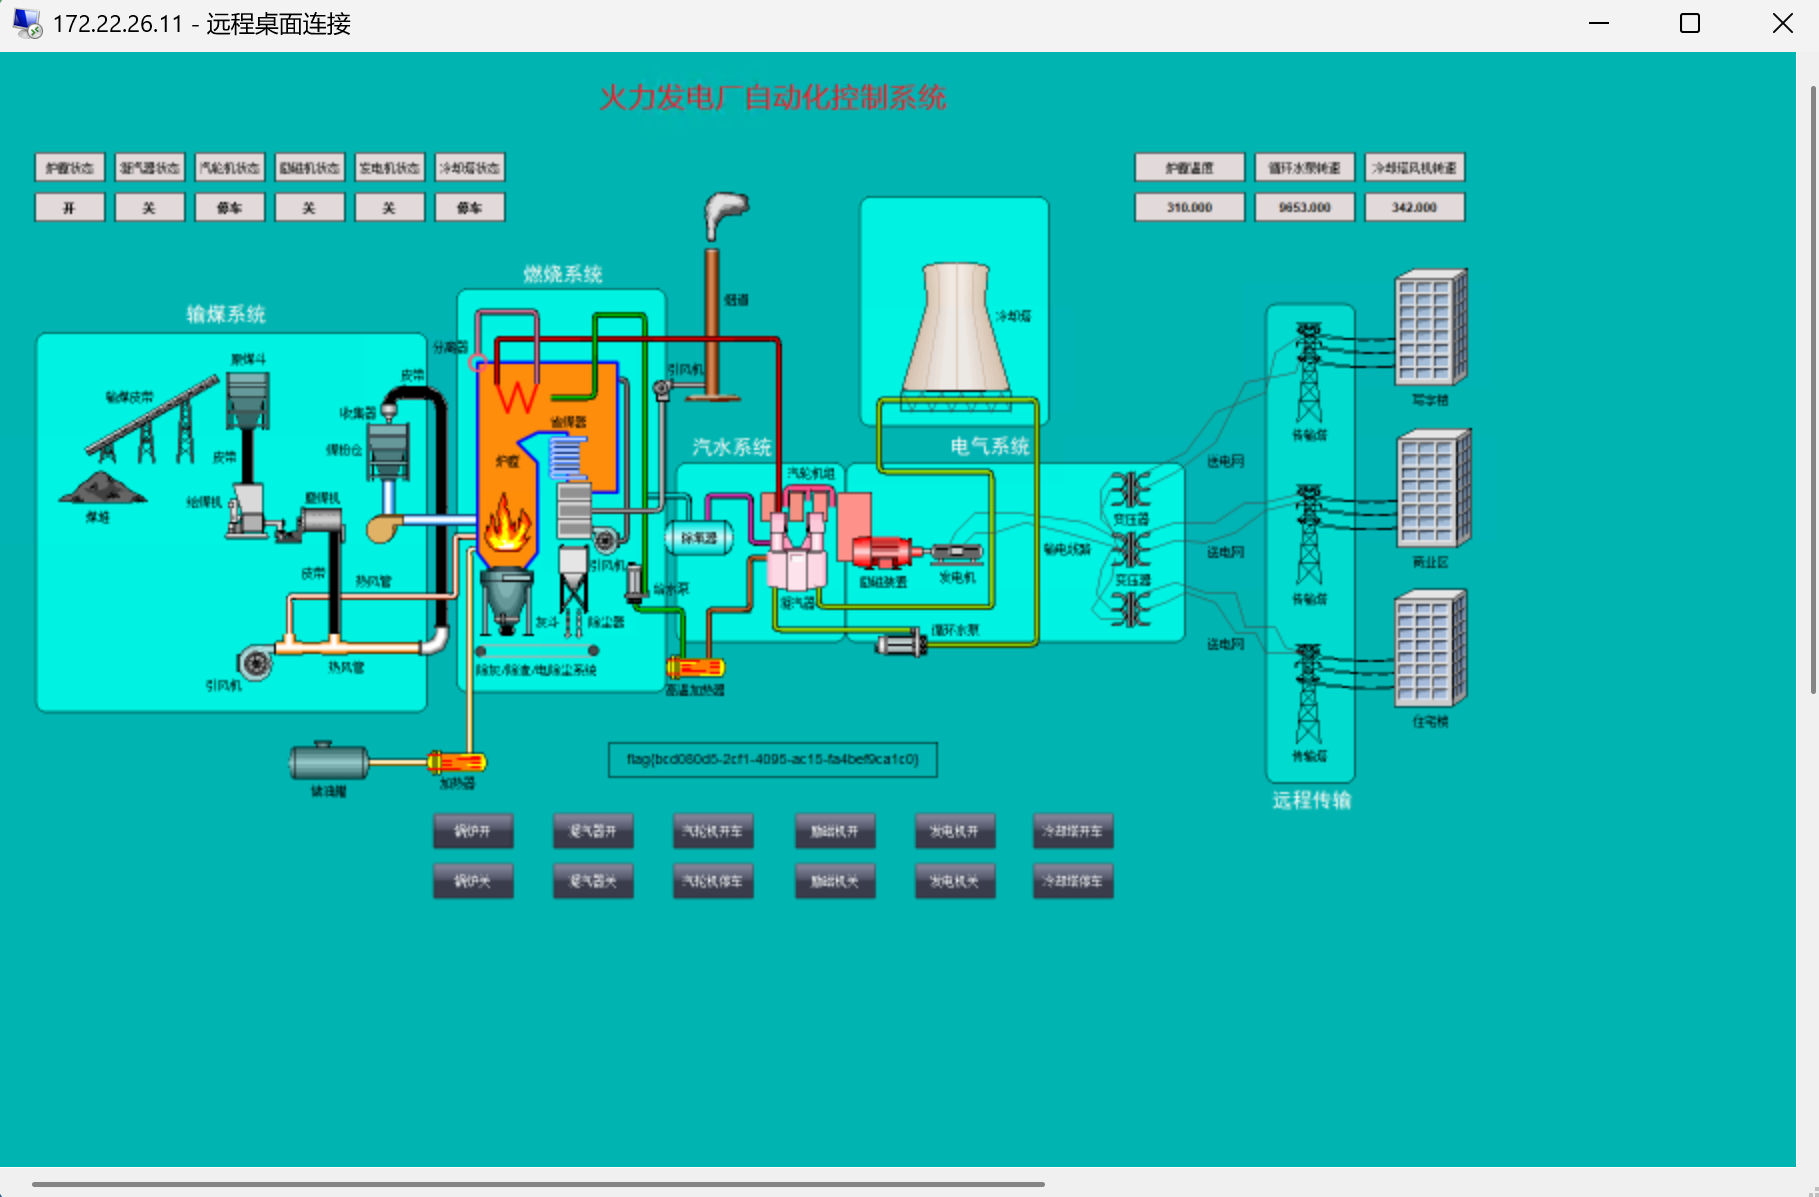 172.22.26.11 - 远程桌面连接
火力发电厂自动化控制系统
炉膛状态 凝汽器状态 汽轮机状态 励磁机状态 发电机状态 冷却塔状态
开 关 停车 关 关 停车
炉膛温度 循环水泵转速 冷却塔风机转速
310.000 9653.000 342.000
燃烧系统
输煤系统
烟道
冷却塔
分离器
原煤斗
引风机
皮带
输煤皮带
写字楼
收集器
省煤器
传输塔
汽水系统
电气系统
煤粉仓
皮带
炉膛
送电网
汽轮机组
给煤机
磨煤机
煤堆
变压器
除氧器
输电线路
送电网
商业区
引风机
皮带
热风管
励磁装置
发电机
变压器
给水泵
传输塔
凝汽器
灰斗
除尘器
循环水泵
送电网
热风管
除灰/除渣/电除尘系统
引风机
高温加热器
住宅楼
传输塔
flag{bcd080d5-2cf1-4095-ac15-fa4bef9ca1c0}
加热器
储油罐
远程传输
锅炉开 凝汽器开 汽轮机开车 励磁机开 发电机开 冷却塔开车
锅炉关 凝汽器关 汽轮机停车 励磁机关 发电机关 冷却塔停车